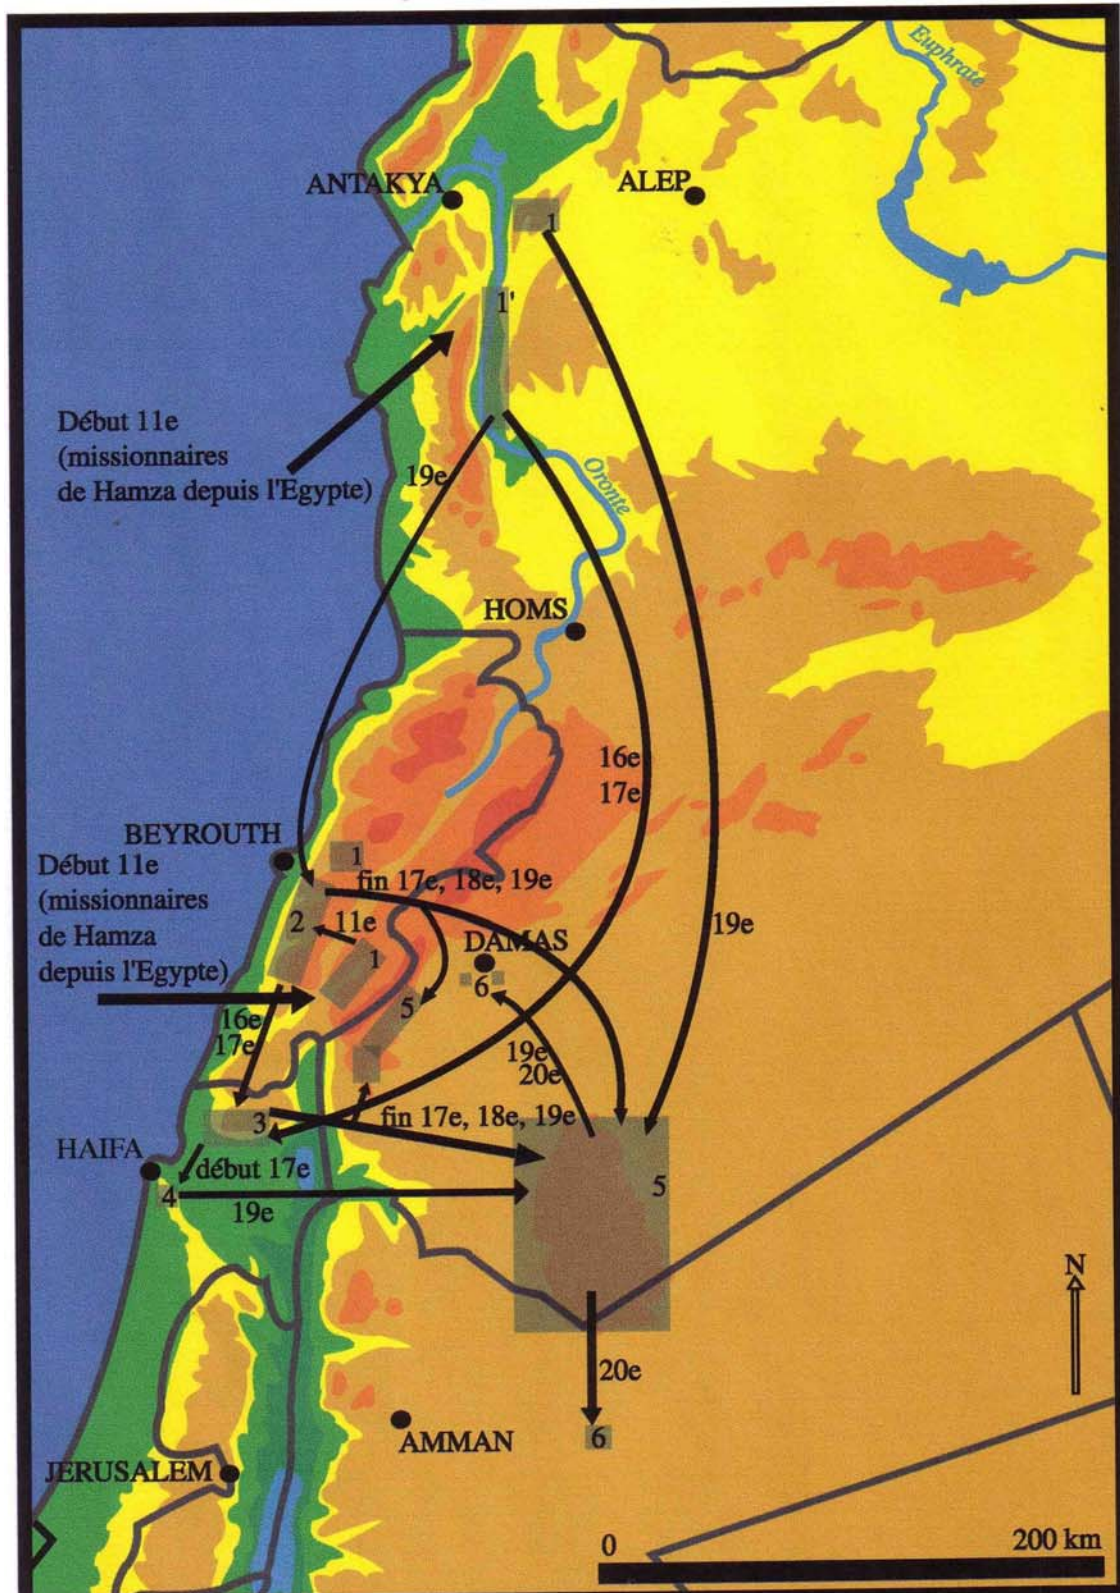 Euphrate
ANTAKYA
ALEP
1
1'
Début 11e
(missionnaires
de Hamza depuis l'Egypte)
19e
Oronte
HOMS
16e
17e
BEYROUTH
1
Début 11e
(missionnaires
de Hamza
depuis l'Egypte)
fin 17e, 18e, 19e
19e
2
11e
DAMAS
1
6
5
16e
17e
19e
20e
3
fin 17e, 18e, 19e
HAIFA
début 17e
4
19e
5
N
20e
6
AMMAN
JERUSALEM
0
200 km